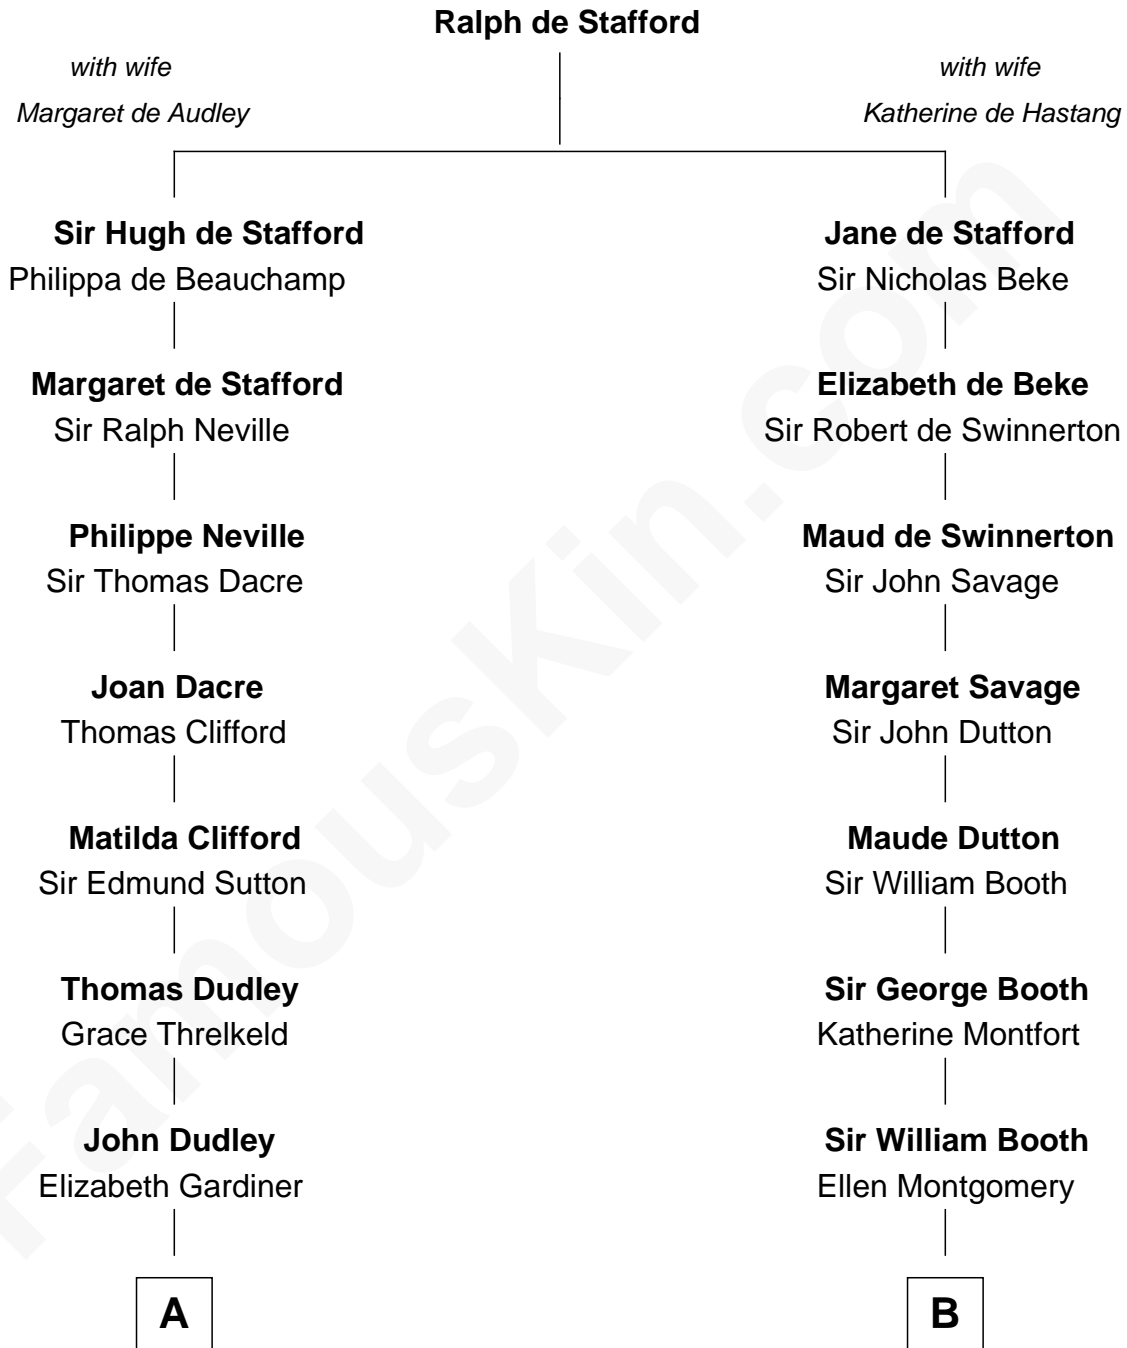 Ralph de Stafford
with wife
Margaret de Audley
with wife
Katherine de Hastang
Sir Hugh de Stafford
Philippa de Beauchamp
Jane de Stafford
Sir Nicholas Beke
Margaret de Stafford
Sir Ralph Neville
Elizabeth de Beke
Sir Robert de Swinnerton
Philippe Neville
Sir Thomas Dacre
Maud de Swinnerton
Sir John Savage
Joan Dacre
Thomas Clifford
Margaret Savage
Sir John Dutton
Matilda Clifford
Sir Edmund Sutton
Maude Dutton
Sir William Booth
Thomas Dudley
Grace Threlkeld
Sir George Booth
Katherine Montfort
John Dudley
Elizabeth Gardiner
Sir William Booth
Ellen Montgomery
A
B
FamousKin.com